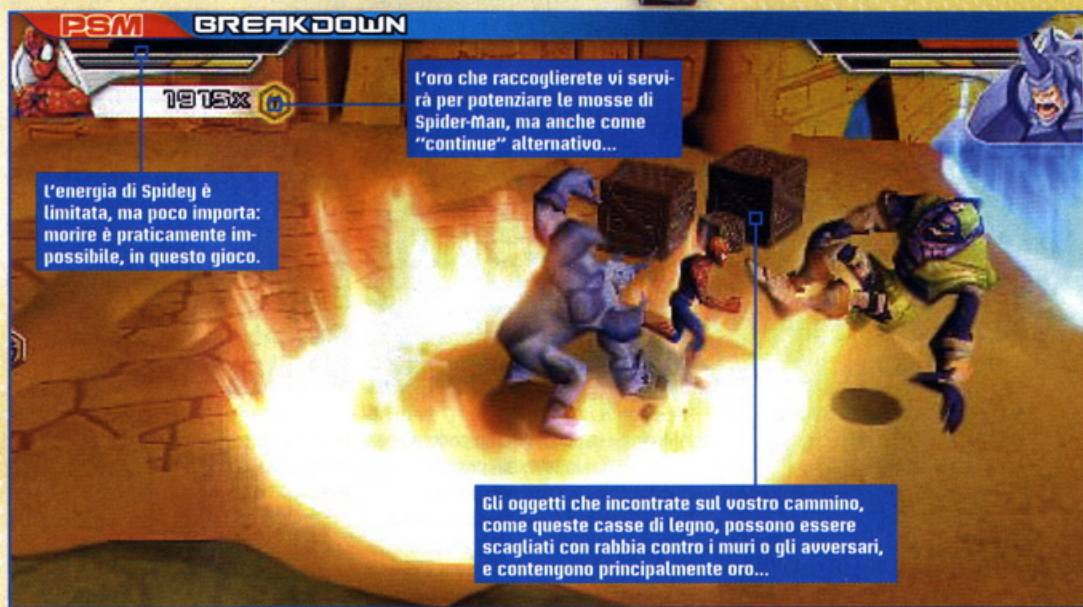 PSM BREAKDOWN
1975x
L'oro che raccoglierete vi servi-
rà per potenziare le mosse di
Spider-Man, ma anche come
"continue" alternativo...
L'energia di Spidey è
limitata, ma poco importa:
morire è praticamente im-
possibile, in questo gioco.
Gli oggetti che incontrate sul vostro cammino,
come queste casse di legno, possono essere
scagliati con rabbia contro i muri o gli avversari,
e contengono principalmente oro...